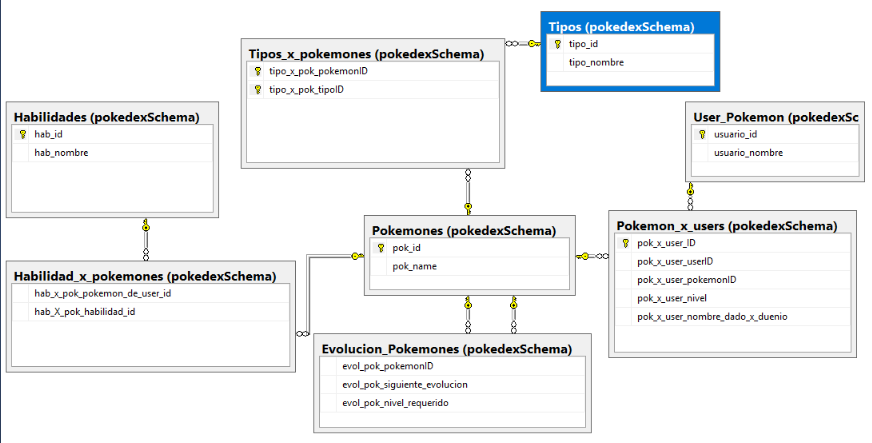 Tipos (pokedexSchema)
tipo_id
tipo_nombre
Tipos_x_pokemones (pokedexSchema)
tipo_x_pok_pokemonID
tipo_x_pok_tipoID
Habilidades (pokedexSchema)
hab_id
hab_nombre
User_Pokemon (pokedexSc
usuario_id
usuario_nombre
Pokemones (pokedexSchema)
pok_id
pok_name
Pokemon_x_users (pokedexSchema)
pok_x_user_ID
pok_x_user_userID
pok_x_user_pokemonID
pok_x_user_nivel
pok_x_user_nombre_dado_x_duenio
Habilidad_x_pokemones (pokedexSchema)
hab_x_pok_pokemon_de_user_id
hab_X_pok_habilidad_id
Evolucion_Pokemones (pokedexSchema)
evol_pok_pokemonID
evol_pok_siguiente_evolucion
evol_pok_nivel_requerido